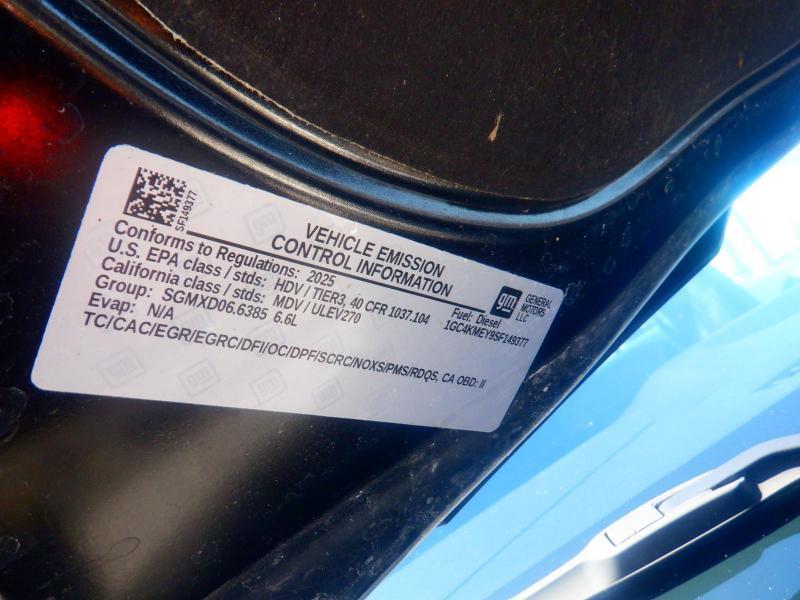 SF149377
VEHICLE EMISSION
CONTROL INFORMATION
Conforms to Regulations: 2025
U.S. EPA class / stds: HDV / TIER3, 40 CFR 1037.104
California class / stds: MDV / ULEV270
Group: SGMXD06.6385 6.6L
Evap: N/A
TC/CAC/EGR/EGRC/DFI/OC/DPF/SCRC/NOXS/PMS/RDQS, CA OBD: II
Fuel: Diesel
1GC4KMEY9SF149377
gm
GENERAL
MOTORS
LLC